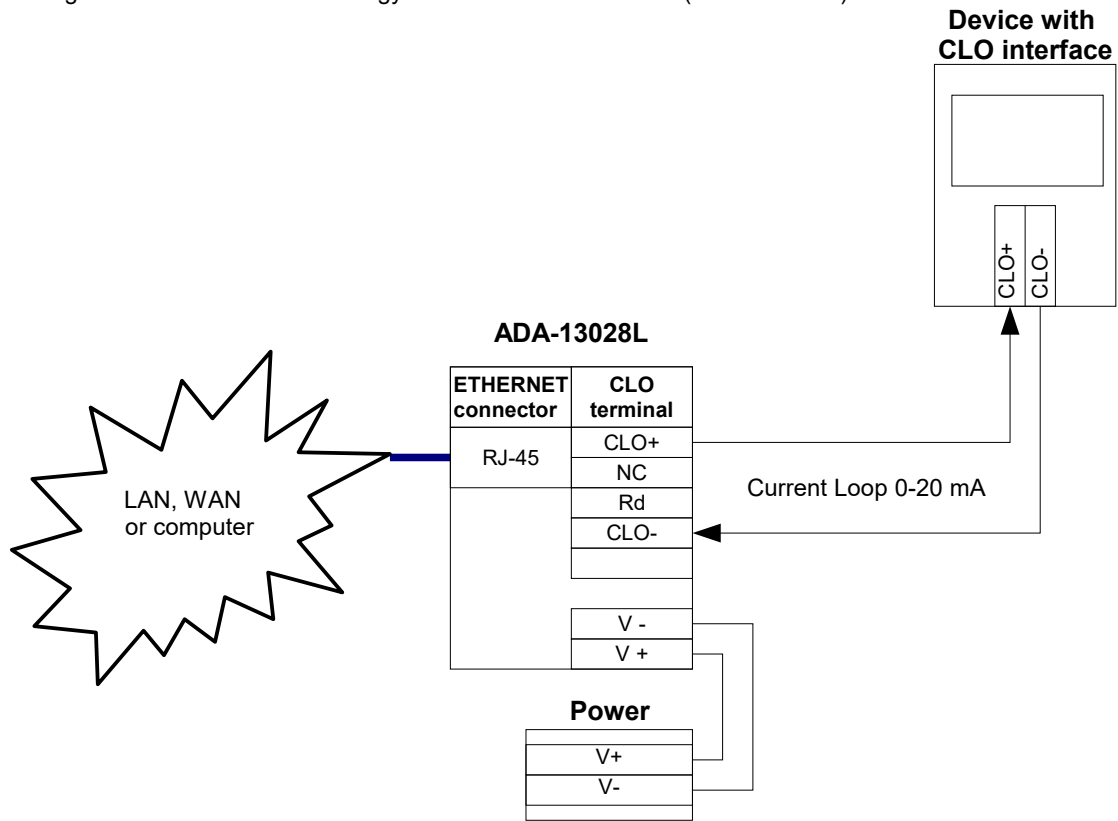 Device with
CLO interface
CLO+
CLO-
ADA-13028L
ETHERNET
connector
CLO
terminal
RJ-45
CLO+
NC
Rd
CLO-
Current Loop 0-20 mA
LAN, WAN
or computer
V -
V +
Power
V+
V-